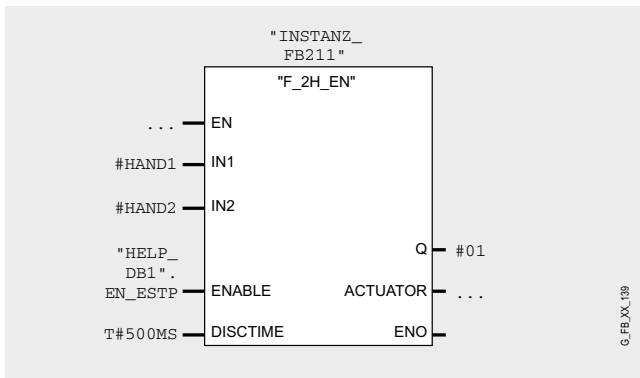 "INSTANZ_
FB211"
"F_2H_EN"
... EN
#HAND1 IN1
#HAND2 IN2
Q #01
"HELP_
DB1".
EN_ESTP ENABLE ACTUATOR ...
T#500MS DISCTIME ENO
G_FB_XX_139